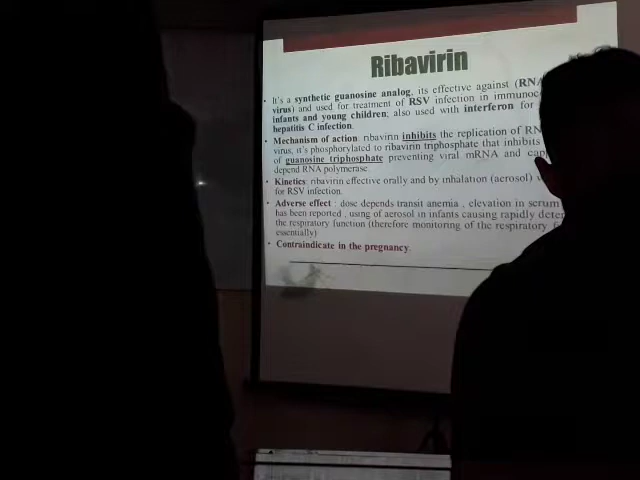 Ribavirin
• It's a synthetic guanosine analog, its effective against (RNA
virus) and used for treatment of RSV infection in
infants and young children; also used with interferon for
hepatitis C infection.
• Mechanism of action: ribavirin inhibits the replication of
virus, it's phosphorylated to ribavirin triphosphate that inhibits
of guanosine triphosphate preventing viral mRNA and
depend RNA polymerase
• Kinetics: ribavirin effective orally and by inhalation (aerosol)
for RSV infection.
• Adverse effect : dose depends transit anemia , elevation in serum
has been reported , using of aerosol in infants causing rapidly
the respiratory function (therefore monitoring of the respiratory
essentially)
• Contraindicate in the pregnancy.